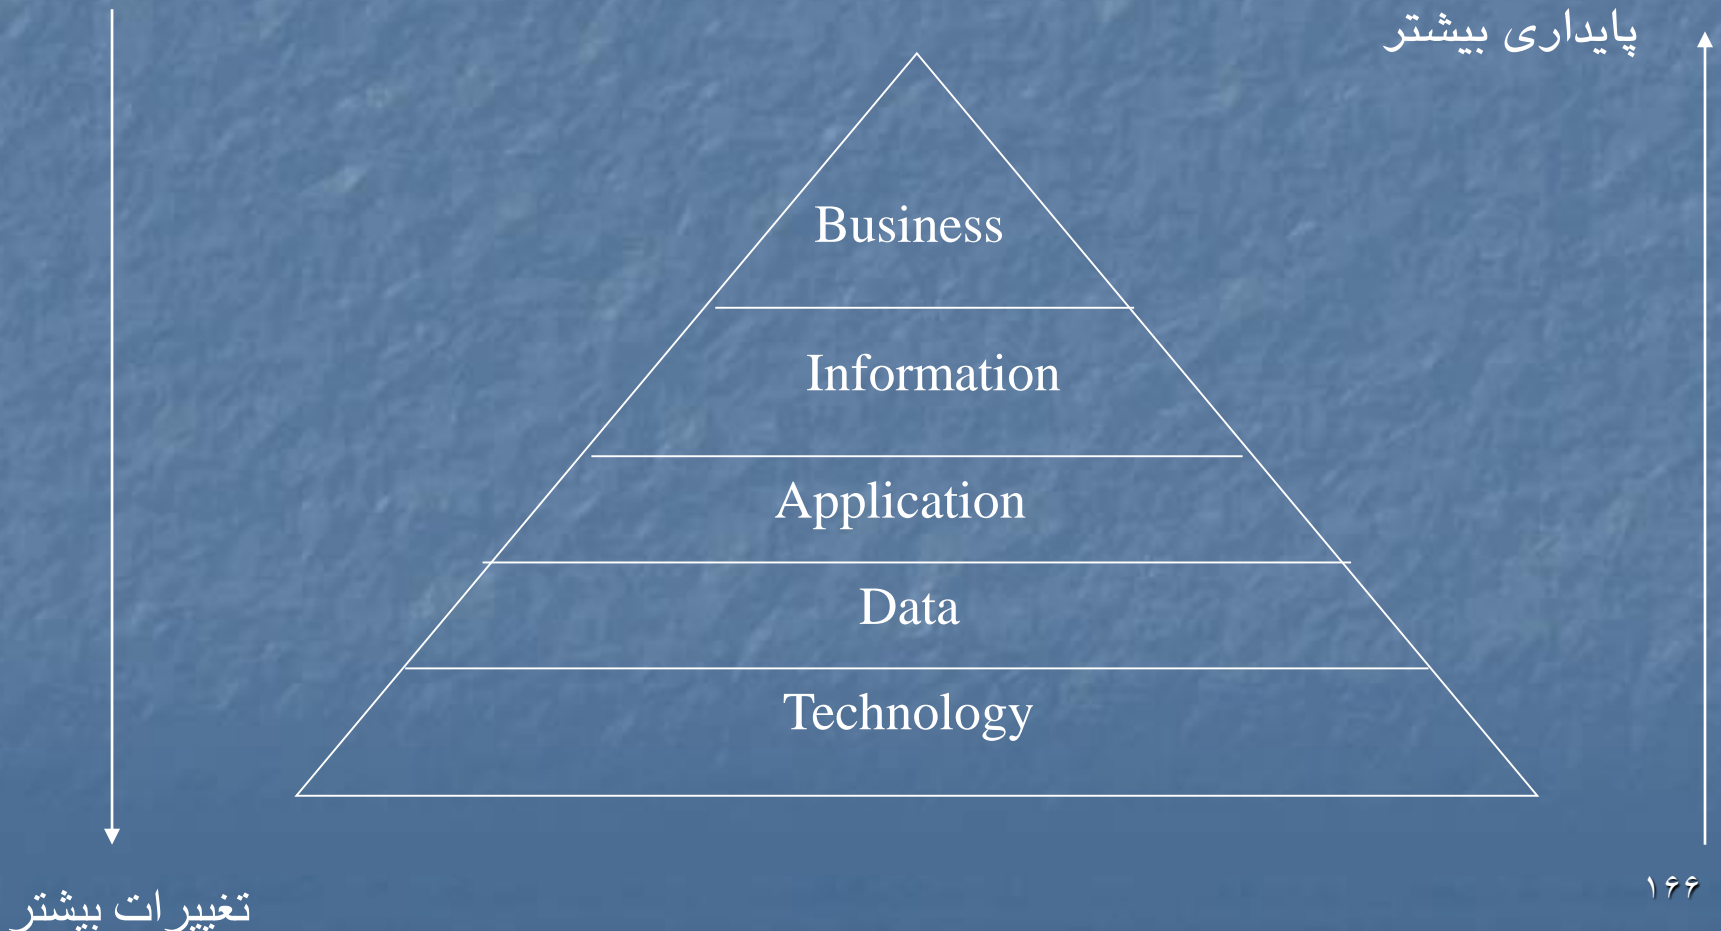 پایداری بیشتر
Business
Information
Application
Data
Technology
۱۶۶
تغییرات بیشتر